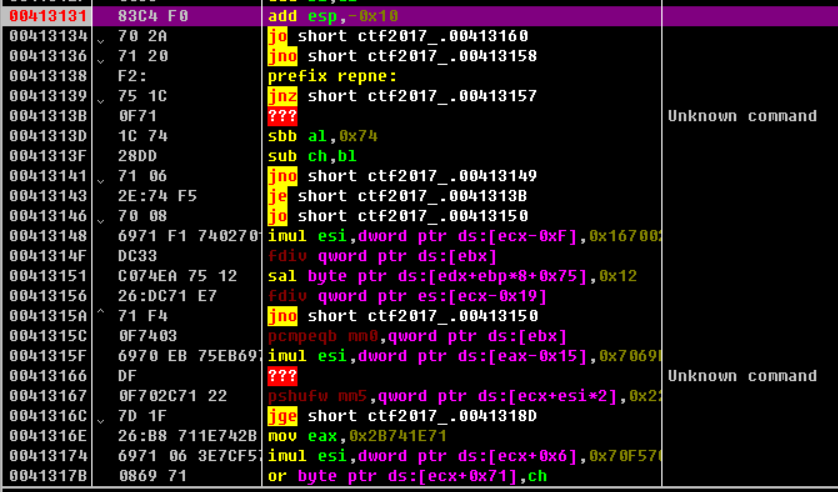 00413131 83C4 F0 add esp,-0x10
00413134 70 2A jo short ctf2017_.00413160
00413136 71 20 jno short ctf2017_.00413158
00413138 F2: prefix repne:
00413139 75 1C jnz short ctf2017_.00413157
0041313B 0F71 ??? Unknown command
0041313D 1C 74 sbb al,0x74
0041313F 28DD sub ch,bl
00413141 71 06 jno short ctf2017_.00413149
00413143 2E:74 F5 je short ctf2017_.0041313B
00413146 70 08 jo short ctf2017_.00413150
00413148 6971 F1 740270 imul esi,dword ptr ds:[ecx-0xF],0x16700
0041314F DC33 fdiv qword ptr ds:[ebx]
00413151 C074EA 75 12 sal byte ptr ds:[edx+ebp*8+0x75],0x12
00413156 26:DC71 E7 fdiv qword ptr es:[ecx-0x19]
0041315A 71 F4 jno short ctf2017_.00413150
0041315C 0F7403 pcmpeqb mm0,qword ptr ds:[ebx]
0041315F 6970 EB 75EB69 imul esi,dword ptr ds:[eax-0x15],0x7069
00413166 DF ??? Unknown command
00413167 0F702C71 22 pshufw mm5,qword ptr ds:[ecx+esi*2],0x22
0041316C 7D 1F jge short ctf2017_.0041318D
0041316E 26:B8 711E742B mov eax,0x2B741E71
00413174 6971 06 3E7CF5 imul esi,dword ptr ds:[ecx+0x6],0x70F57
0041317B 0869 71 or byte ptr ds:[ecx+0x71],ch